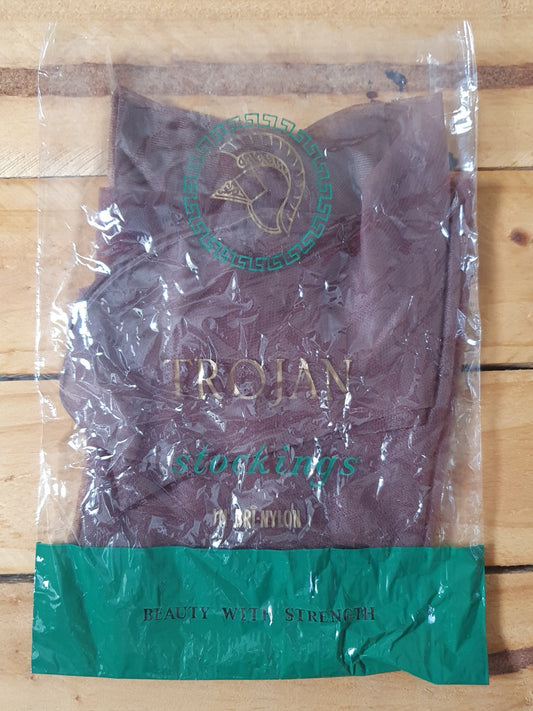 TROJAN
stockings
IN BRI-NYLON
BEAUTY WITH STRENGTH